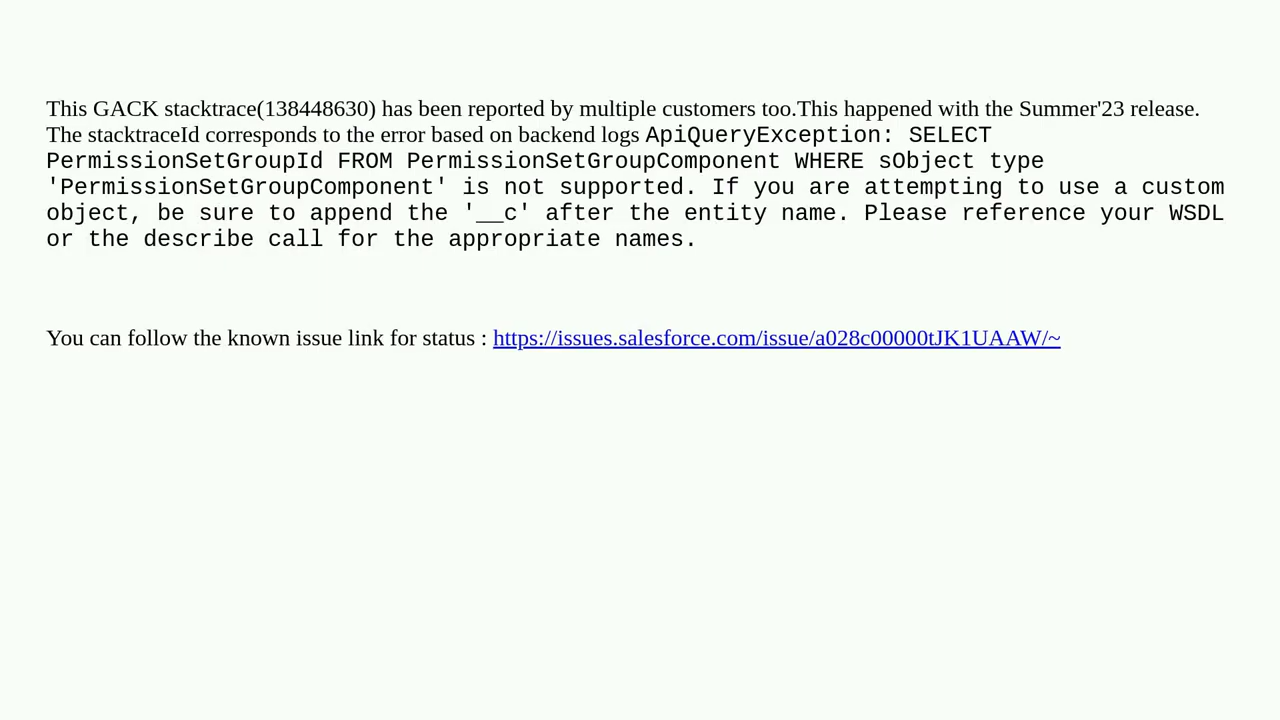 This GACK stacktrace(138448630) has been reported by multiple customers too.This happened with the Summer'23 release.
The stacktraceId corresponds to the error based on backend logs ApiQueryException: SELECT
PermissionSetGroupId FROM PermissionSetGroupComponent WHERE sObject type
'PermissionSetGroupComponent' is not supported. If you are attempting to use a custom
object, be sure to append the '__c' after the entity name. Please reference your WSDL
or the describe call for the appropriate names.
You can follow the known issue link for status : https://issues.salesforce.com/issue/a028c00000tJK1UAAW/~